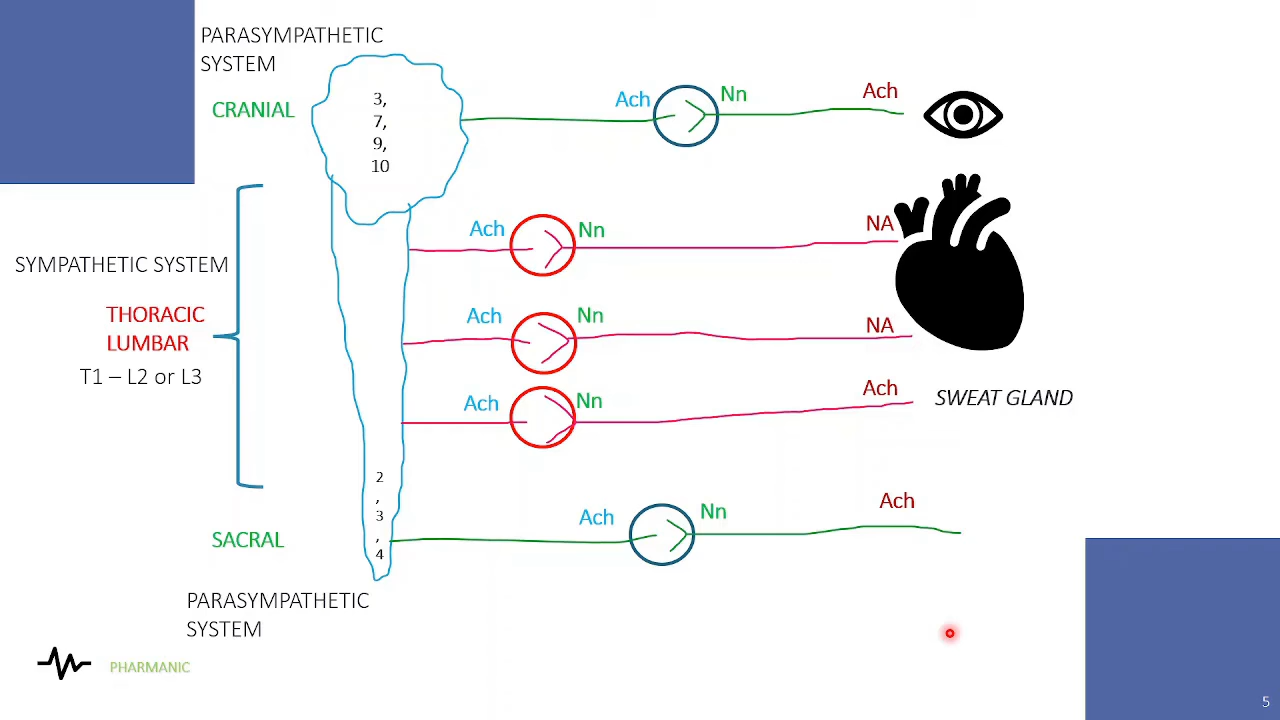 PARASYMPATHETIC
SYSTEM
CRANIAL
3,
7,
9,
10
Ach
Nn
Ach
Ach
Nn
NA
SYMPATHETIC SYSTEM
THORACIC
LUMBAR
T1 – L2 or L3
Ach
Nn
NA
Ach
Nn
Ach
SWEAT GLAND
2
,
3
,
4
SACRAL
Ach
Nn
Ach
PARASYMPATHETIC
SYSTEM
PHARMANIC
5